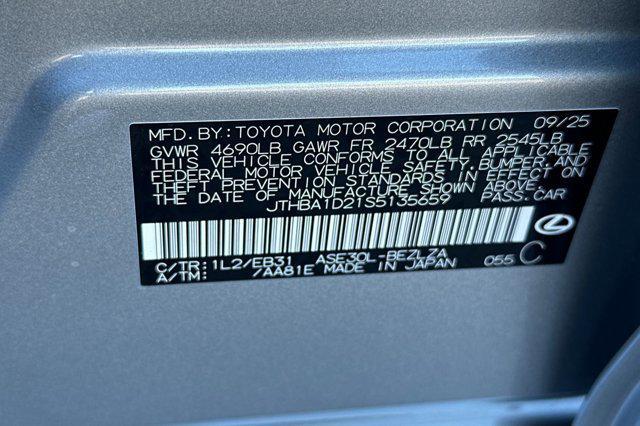 MFD. BY: TOYOTA MOTOR CORPORATION 09/25
GVWR 4690LB GAWR FR 2470LB RR 2545LB
THIS VEHICLE CONFORMS TO ALL APPLICABLE
FEDERAL MOTOR VEHICLE SAFETY, BUMPER, AND
THEFT PREVENTION STANDARDS IN EFFECT ON
THE DATE OF MANUFACTURE SHOWN ABOVE.
JTHBA1D21S5135659 PASS.CAR
C/TR: 1L2/EB31 ASE30L-BEZLZA
A/TM: /AA81E MADE IN JAPAN 055 C